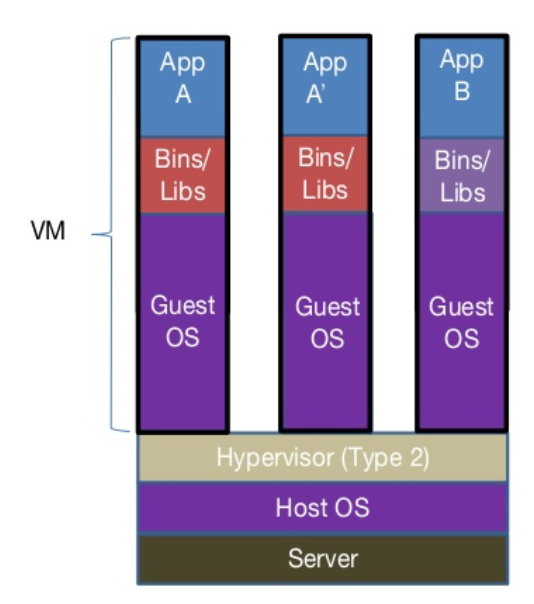 App
A
App
A’
App
B
Bins/
Libs
Bins/
Libs
Bins/
Libs
VM
Guest
OS
Guest
OS
Guest
OS
Hypervisor (Type 2)
Host OS
Server